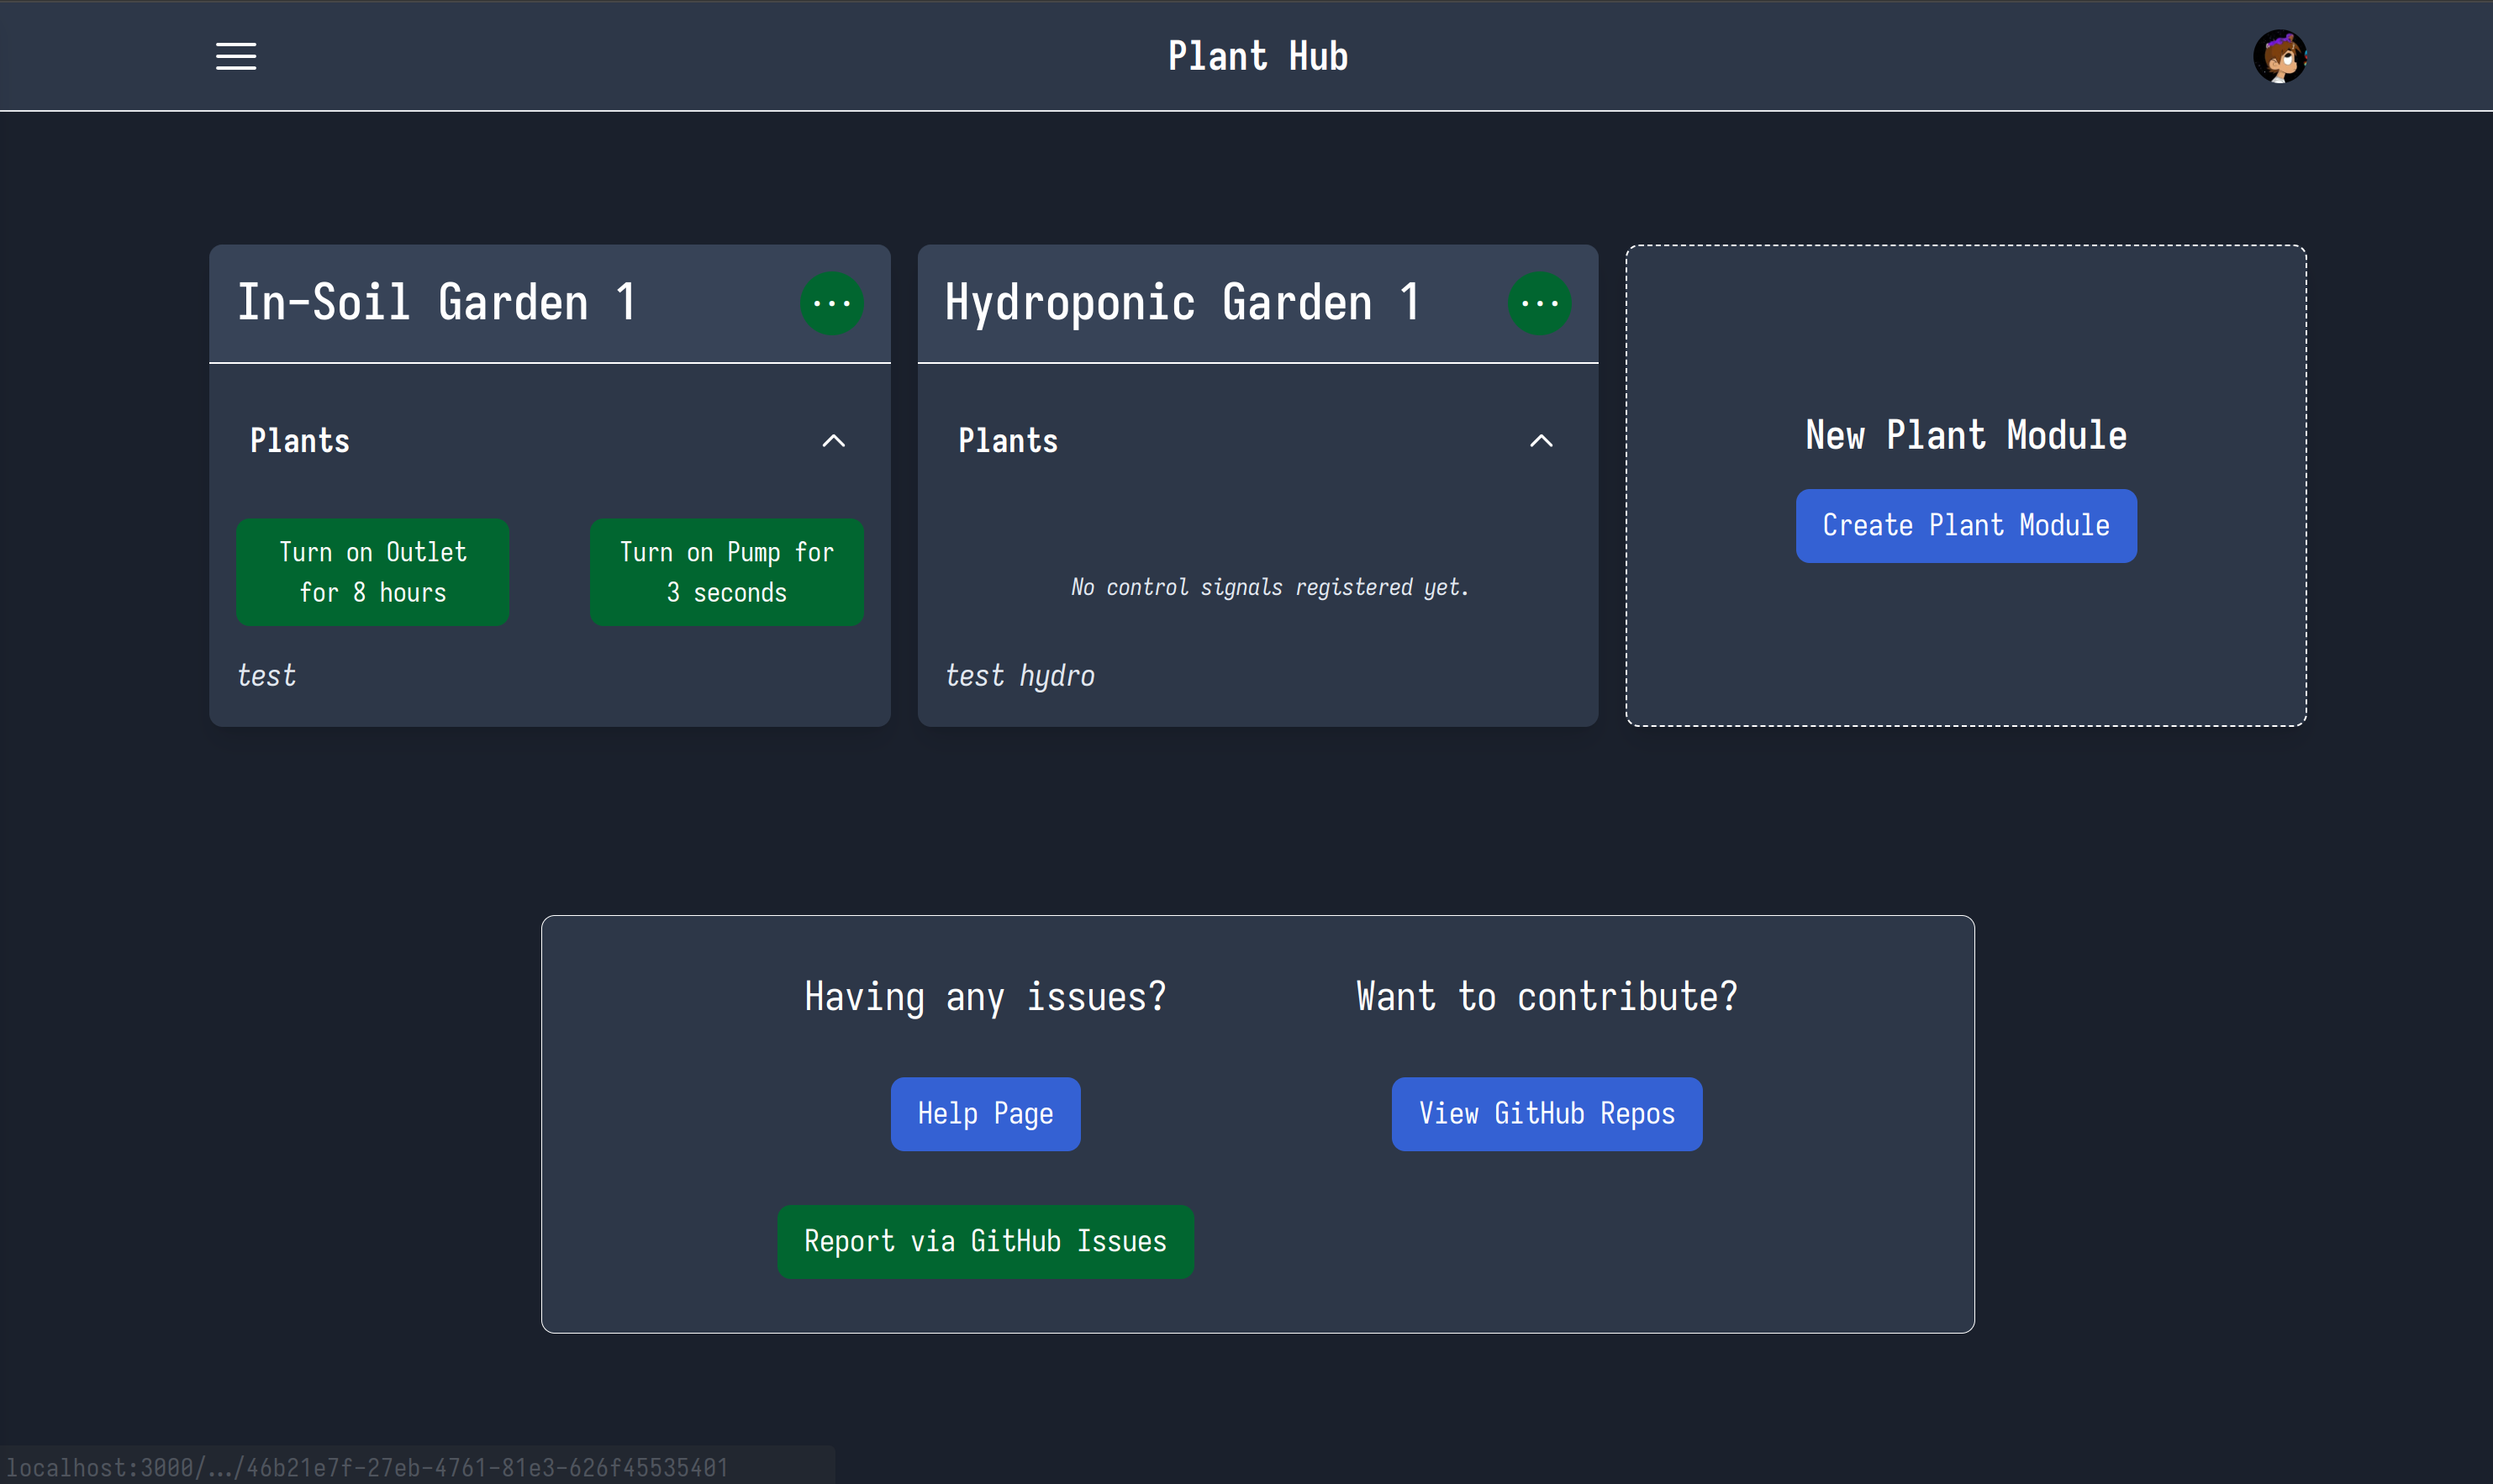 Plant Hub
In-Soil Garden 1
Plants
Turn on Outlet
for 8 hours
Turn on Pump for
3 seconds
test
Hydroponic Garden 1
Plants
No control signals registered yet.
test hydro
New Plant Module
Create Plant Module
Having any issues?
Help Page
Report via GitHub Issues
Want to contribute?
View GitHub Repos
localhost:3000/…/46b21e7f-27eb-4761-81e3-626f45535401